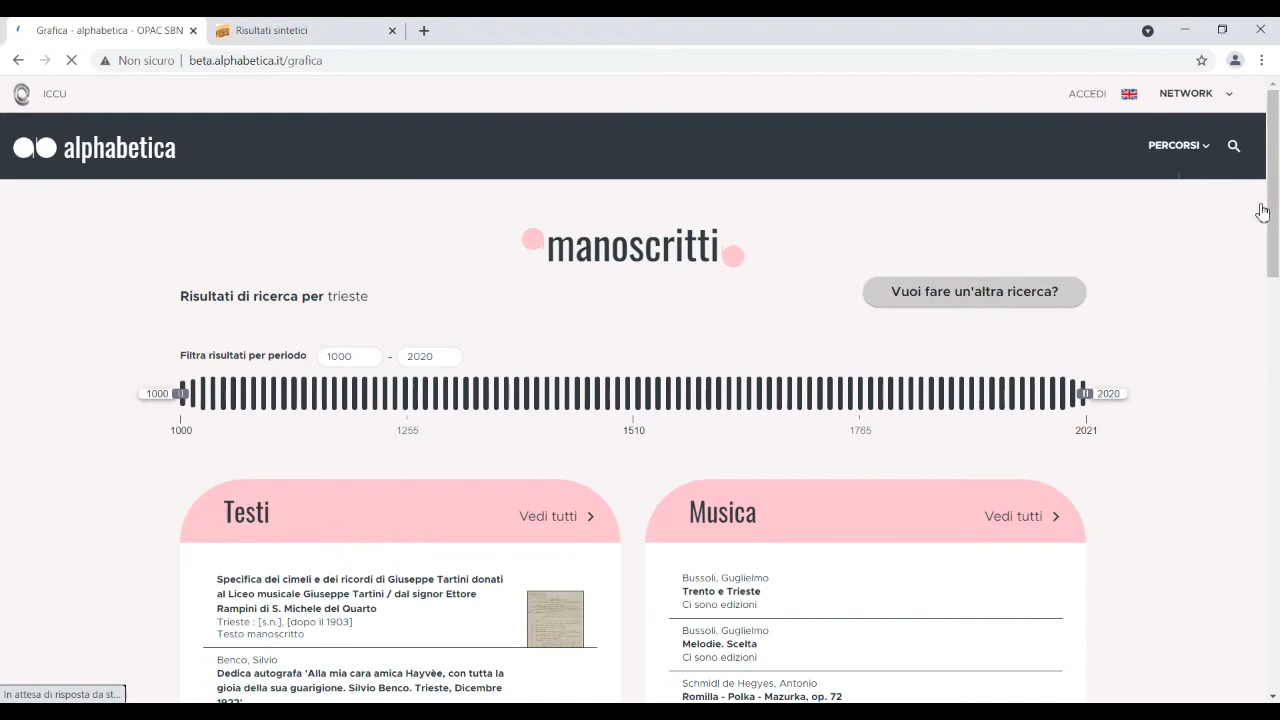 Grafica - alphabetica - OPAC SBN
Risultati sintetici
Non sicuro | beta.alphabetica.it/grafica
ICCU
ACCEDI
NETWORK
alphabetica
PERCORSI
manoscritti
Risultati di ricerca per trieste
Vuoi fare un'altra ricerca?
Filtra risultati per periodo 1000 - 2020
1000
2020
1000
1255
1510
1765
2021
Testi
Vedi tutti
Specifica dei cimeli e dei ricordi di Giuseppe Tartini donati
al Liceo musicale Giuseppe Tartini / dal signor Ettore
Rampini di S. Michele del Quarto
Trieste : [s.n.], [dopo il 1903]
Testo manoscritto
Benco, Silvio
Dedica autografa 'Alla mia cara amica Hayvèe, con tutta la
gioia della sua guarigione. Silvio Benco. Trieste, Dicembre
1922'
Musica
Vedi tutti
Bussoli, Guglielmo
Trento e Trieste
Ci sono edizioni
Bussoli, Guglielmo
Melodie. Scelta
Ci sono edizioni
Schmidl de Hegyes, Antonio
Romilla - Polka - Mazurka, op. 72
In attesa di risposta da st...